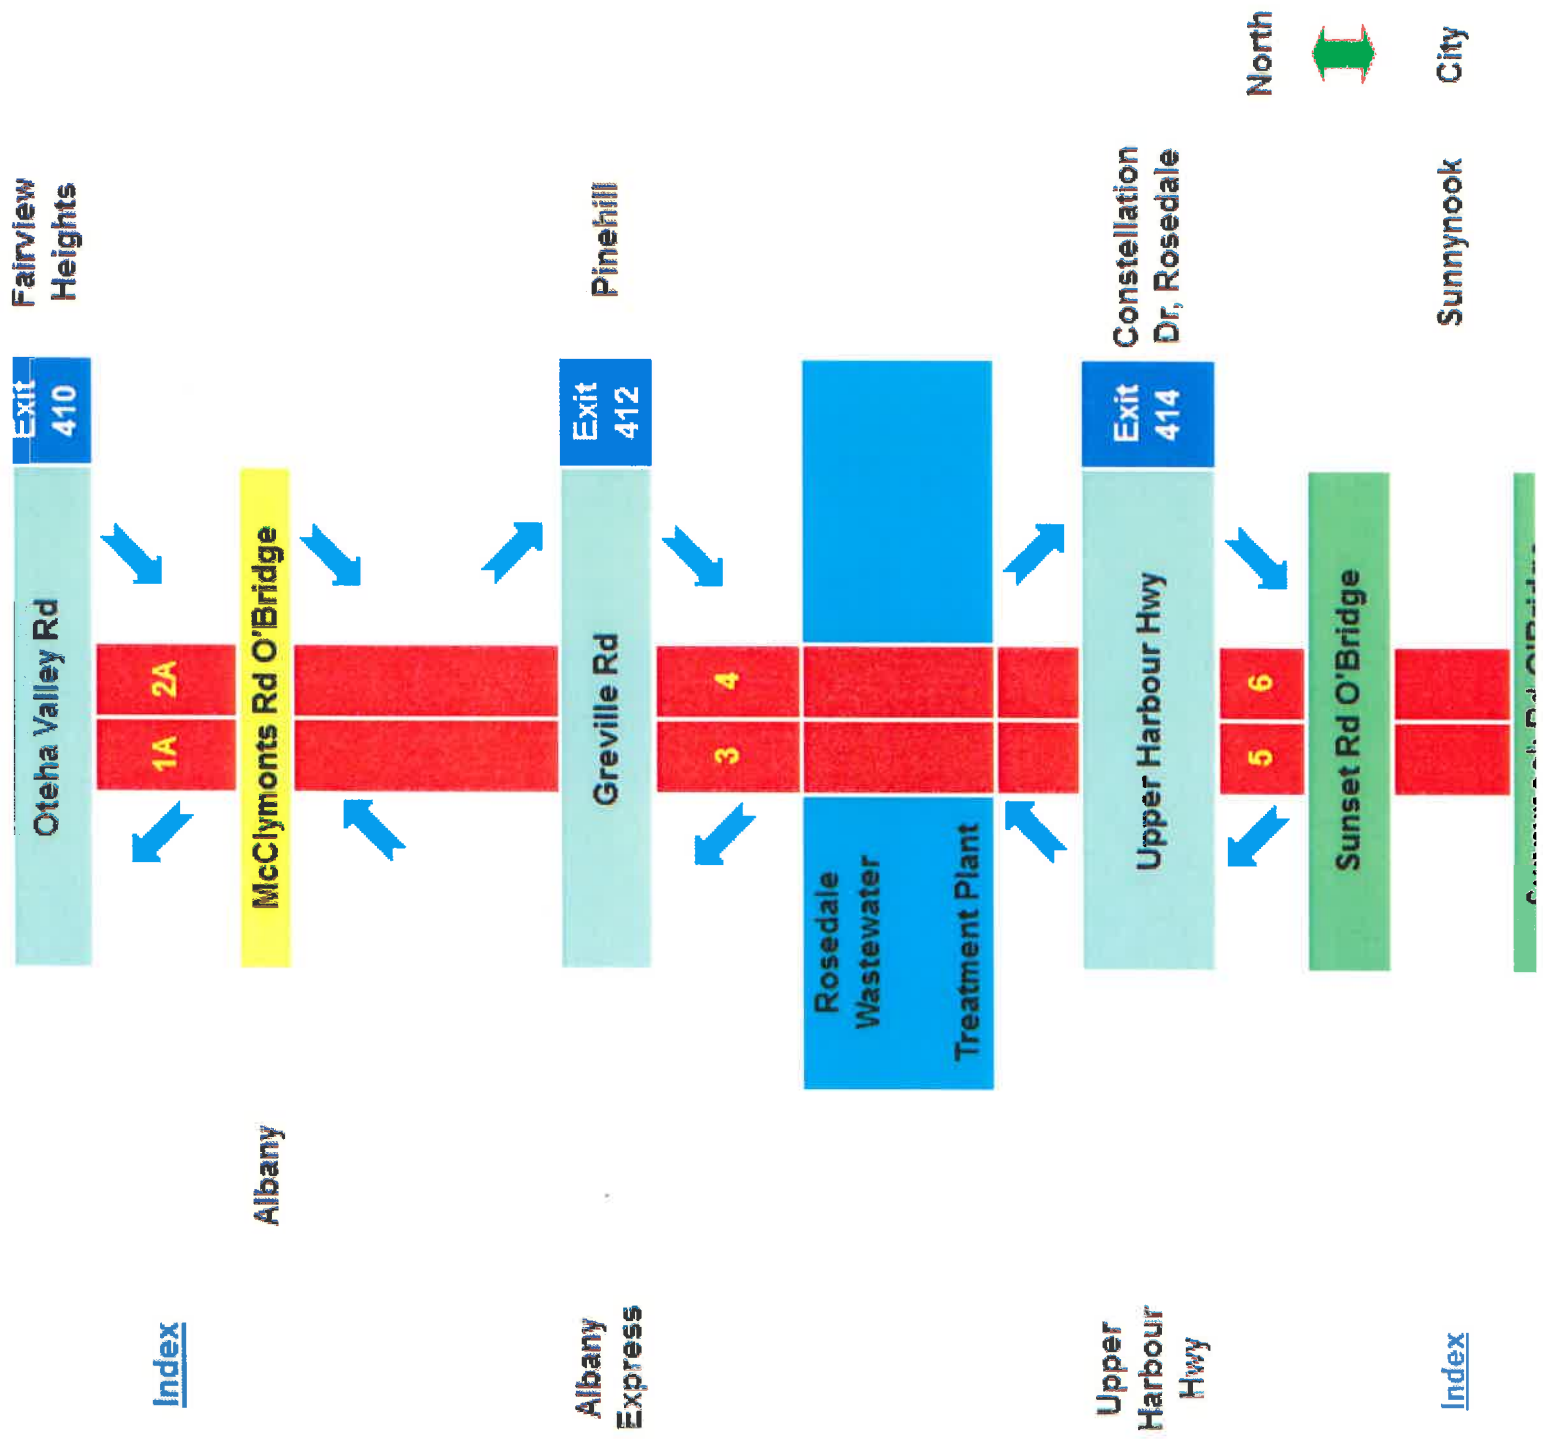 Oteha Valley Rd
Exit
410
Fairview
Heights
Index
1A
2A
Albany
McClymonts Rd O'Bridge
Albany
Express
Greville Rd
Exit
412
Pinehill
3
4
Rosedale
Wastewater
Treatment Plant
Upper
Harbour
Hwy
Upper Harbour Hwy
Exit
414
Constellation
Dr, Rosedale
5
6
North
Sunset Rd O'Bridge
Index
Sunnynook
City